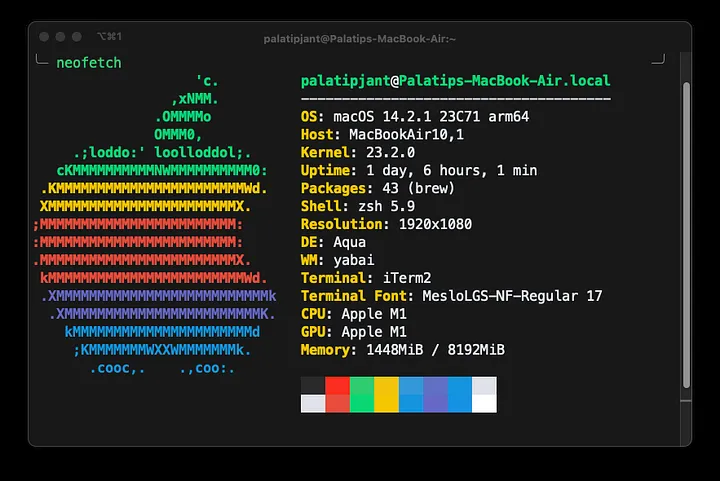 ⌥⌘1
palatipjant@Palatips-MacBook-Air:~
neofetch
'c.
,xNMM.
.OMMMMo
OMMM0,
.;loddo:' loolloddol;.
cKMMMMMMMMMMNWMMMMMMMMMM0:
.KMMMMMMMMMMMMMMMMMMMMMMMWd.
XMMMMMMMMMMMMMMMMMMMMMMMX.
;MMMMMMMMMMMMMMMMMMMMMMMM:
:MMMMMMMMMMMMMMMMMMMMMMMM:
.MMMMMMMMMMMMMMMMMMMMMMMMX.
kMMMMMMMMMMMMMMMMMMMMMMMMWd.
.XMMMMMMMMMMMMMMMMMMMMMMMMMMk
.XMMMMMMMMMMMMMMMMMMMMMMMMK.
kMMMMMMMMMMMMMMMMMMMMMMd
;KMMMMMMMWXXWMMMMMMMk.
.cooc,.    .,coo:.
palatipjant@Palatips-MacBook-Air.local
--------------------------------------
OS: macOS 14.2.1 23C71 arm64
Host: MacBookAir10,1
Kernel: 23.2.0
Uptime: 1 day, 6 hours, 1 min
Packages: 43 (brew)
Shell: zsh 5.9
Resolution: 1920x1080
DE: Aqua
WM: yabai
Terminal: iTerm2
Terminal Font: MesloLGS-NF-Regular 17
CPU: Apple M1
GPU: Apple M1
Memory: 1448MiB / 8192MiB